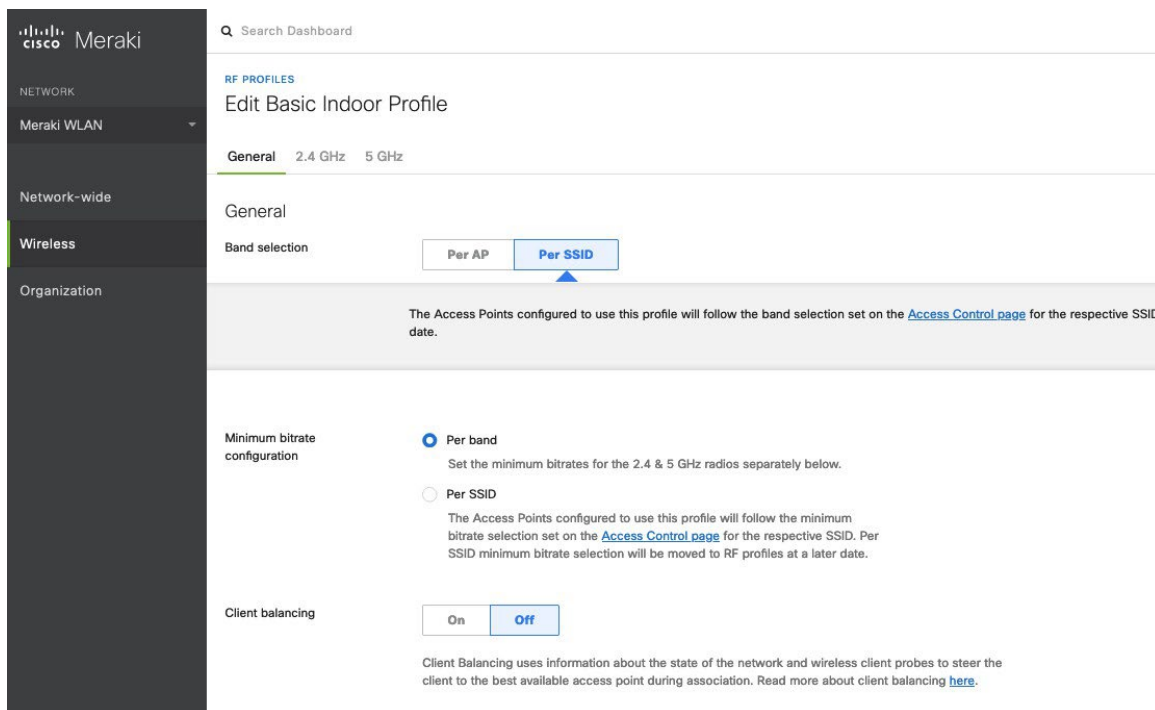 cisco Meraki
Search Dashboard
NETWORK
Meraki WLAN
Network-wide
Wireless
Organization
RF PROFILES
Edit Basic Indoor Profile
General 2.4 GHz 5 GHz
General
Band selection
Per AP Per SSID
The Access Points configured to use this profile will follow the band selection set on the Access Control page for the respective SSID
date.
Minimum bitrate
configuration
Per band
Set the minimum bitrates for the 2.4 & 5 GHz radios separately below.
Per SSID
The Access Points configured to use this profile will follow the minimum
bitrate selection set on the Access Control page for the respective SSID. Per
SSID minimum bitrate selection will be moved to RF profiles at a later date.
Client balancing
On Off
Client Balancing uses information about the state of the network and wireless client probes to steer the
client to the best available access point during association. Read more about client balancing here.